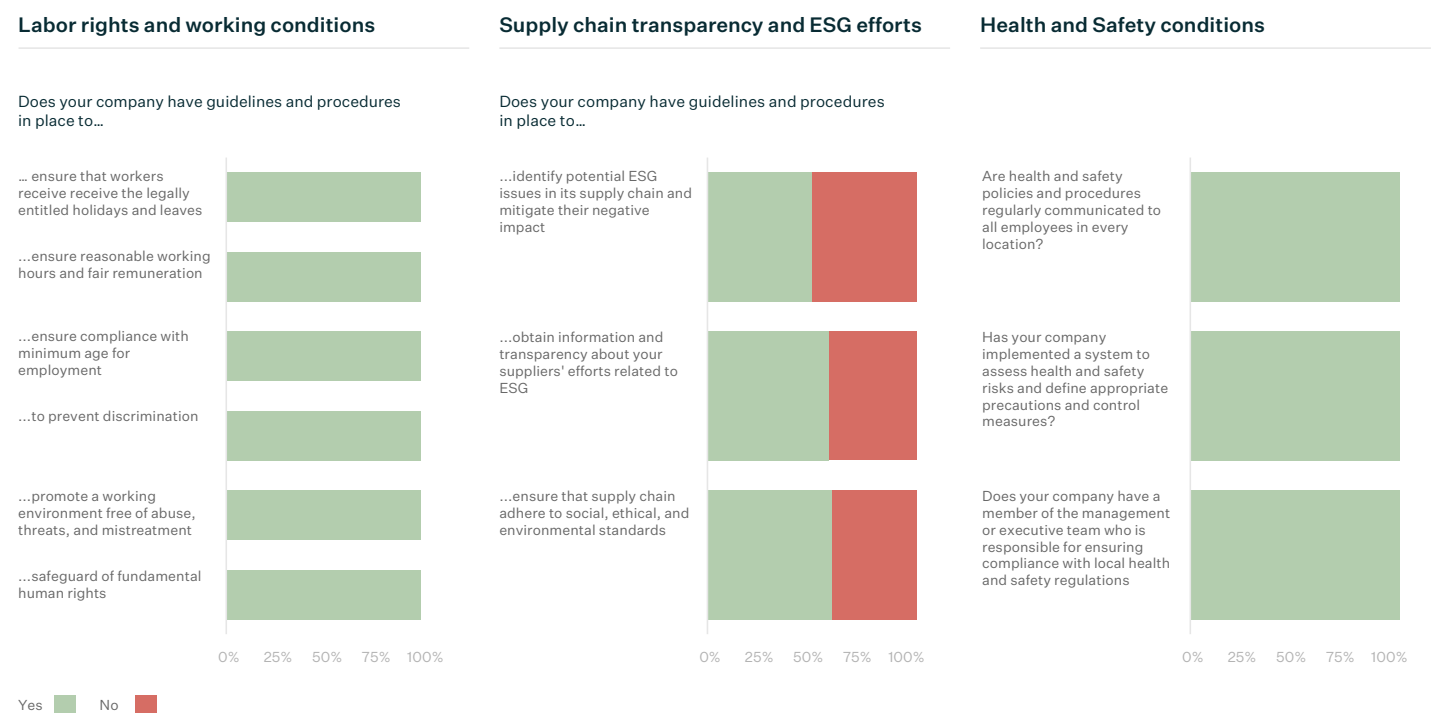 Labor rights and working conditions
Does your company have guidelines and procedures
in place to…
… ensure that workers
receive receive the legally
entitled holidays and leaves
...ensure reasonable working
hours and fair remuneration
...ensure compliance with
minimum age for
employment
...to prevent discrimination
...promote a working
environment free of abuse,
threats, and mistreatment
...safeguard of fundamental
human rights
0% 25% 50% 75% 100%
Supply chain transparency and ESG efforts
Does your company have guidelines and procedures
in place to…
...identify potential ESG
issues in its supply chain and
mitigate their negative
impact
...obtain information and
transparency about your
suppliers' efforts related to
ESG
...ensure that supply chain
adhere to social, ethical, and
environmental standards
0% 25% 50% 75% 100%
Health and Safety conditions
Are health and safety
policies and procedures
regularly communicated to
all employees in every
location?
Has your company
implemented a system to
assess health and safety
risks and define appropriate
precautions and control
measures?
Does your company have a
member of the management
or executive team who is
responsible for ensuring
compliance with local health
and safety regulations
0% 25% 50% 75% 100%
Yes No